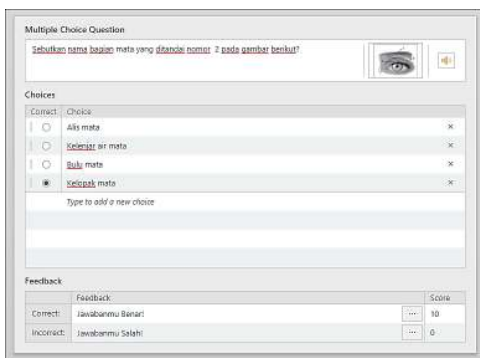 Multiple Choice Question
Sebutkan nama bagian mata yang ditandai nomor 2 pada gambar berikut?
Choices
Correct Choice
Alis mata
Kelenjar air mata
Bulu mata
Kelopak mata
Type to add a new choice
Feedback
Feedback Score
Correct: Jawabanmu Benar! ... 10
Incorrect: Jawabanmu Salah! ... 0